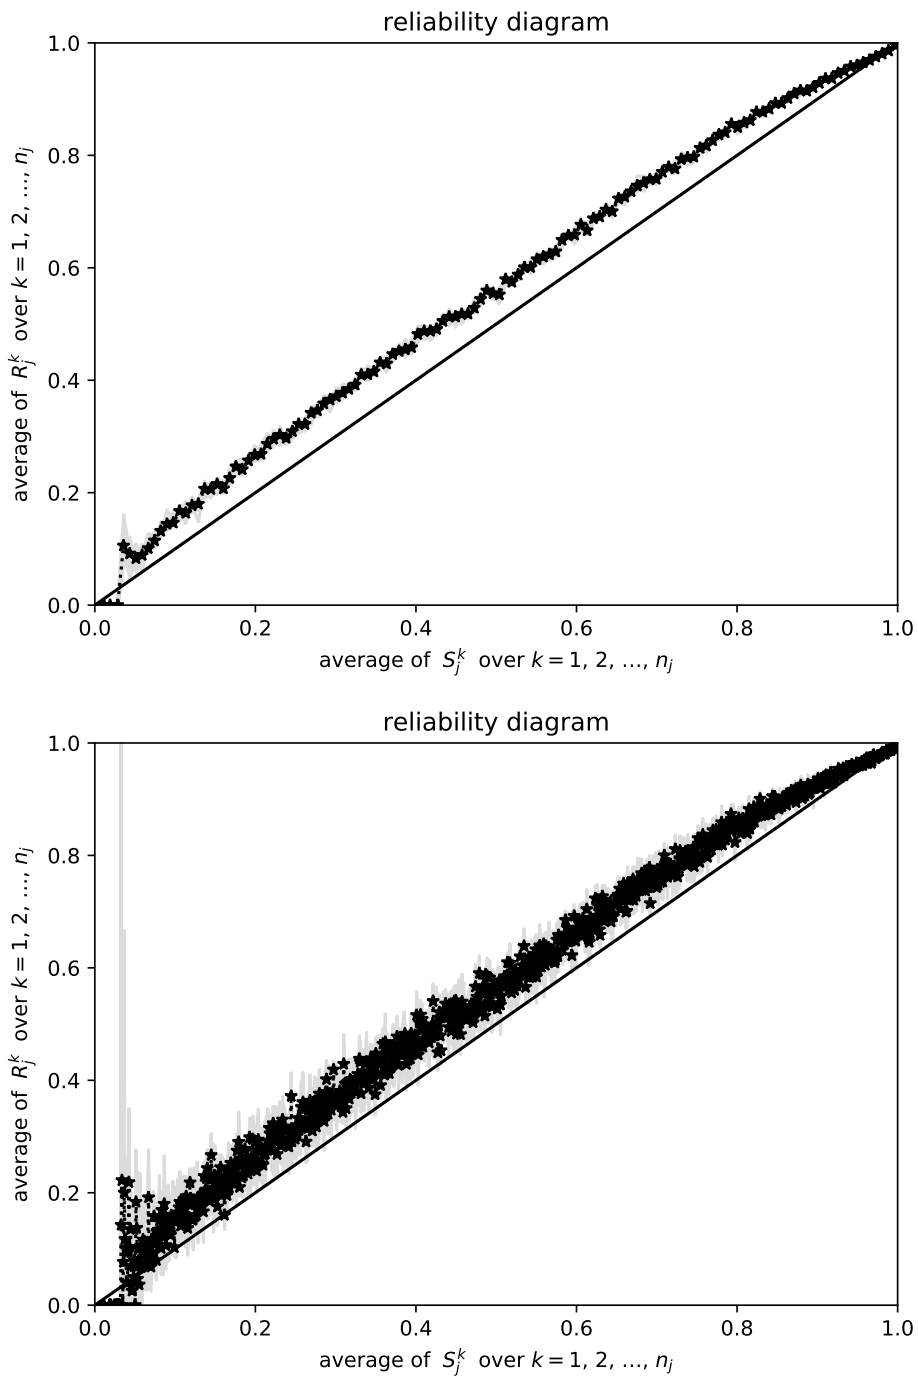 reliability diagram
1.0
0.8
0.6
0.4
0.2
0.0
average of R_j^k over k = 1, 2, ..., n_j
0.0 0.2 0.4 0.6 0.8 1.0
average of S_j^k over k = 1, 2, ..., n_j
reliability diagram
1.0
0.8
0.6
0.4
0.2
0.0
average of R_j^k over k = 1, 2, ..., n_j
0.0 0.2 0.4 0.6 0.8 1.0
average of S_j^k over k = 1, 2, ..., n_j